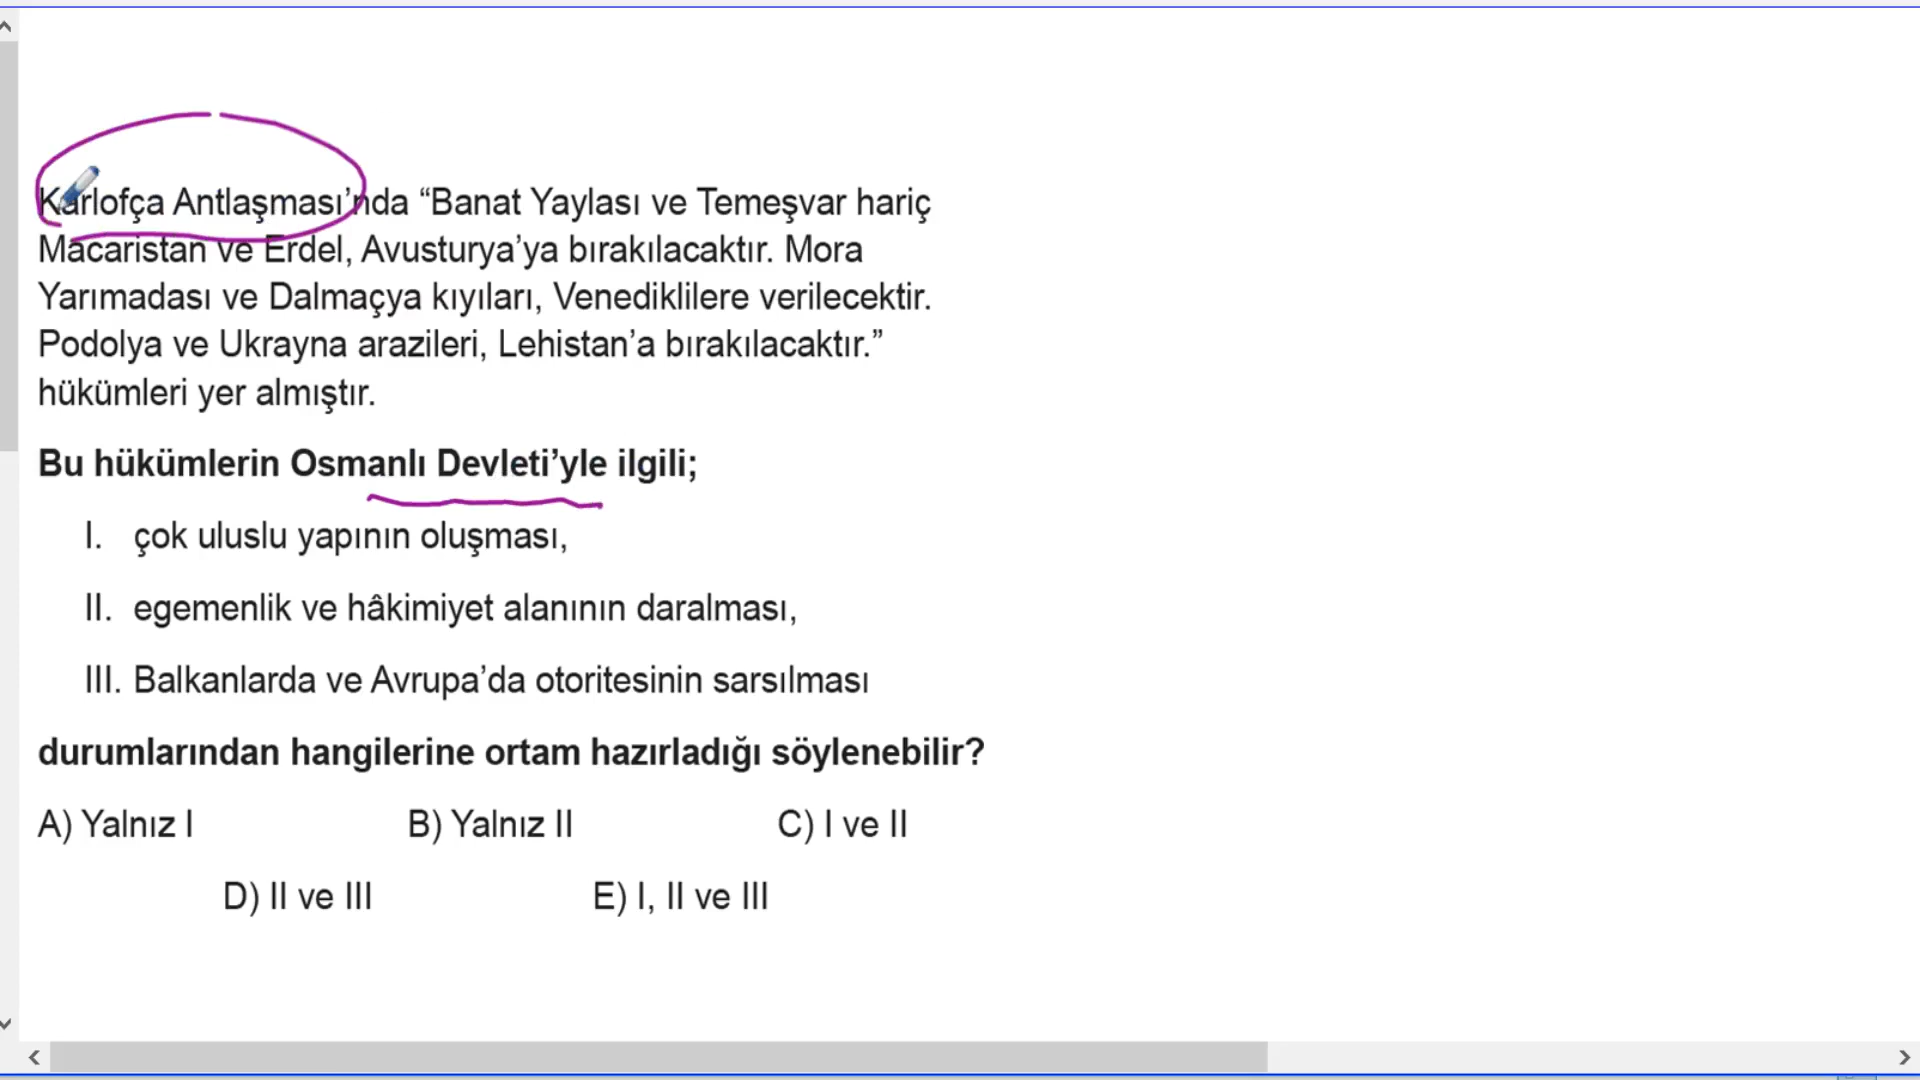 Karlofça Antlaşması’nda “Banat Yaylası ve Temeşvar hariç
Macaristan ve Erdel, Avusturya’ya bırakılacaktır. Mora
Yarımadası ve Dalmaçya kıyıları, Venediklilere verilecektir.
Podolya ve Ukrayna arazileri, Lehistan’a bırakılacaktır.”
hükümleri yer almıştır.
Bu hükümlerin Osmanlı Devleti’yle ilgili;
I. çok uluslu yapının oluşması,
II. egemenlik ve hâkimiyet alanının daralması,
III. Balkanlarda ve Avrupa’da otoritesinin sarsılması
durumlarından hangilerine ortam hazırladığı söylenebilir?
A) Yalnız I B) Yalnız II C) I ve II
D) II ve III E) I, II ve III